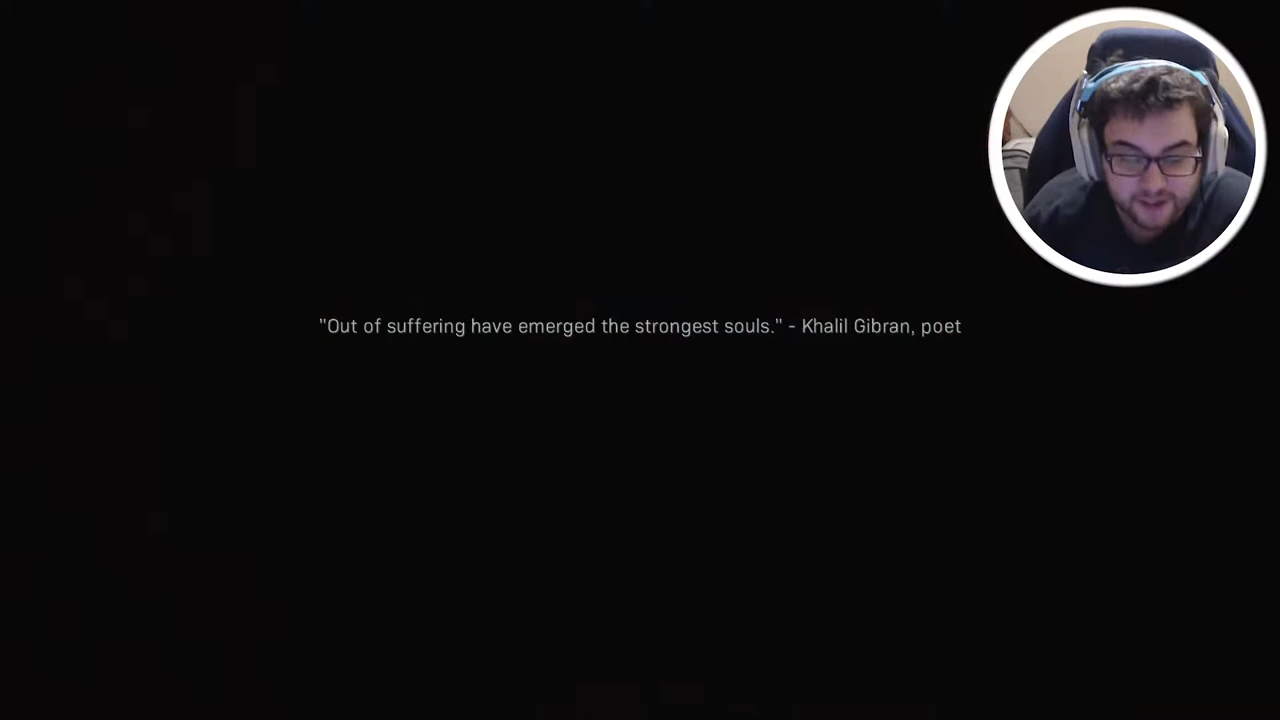 "Out of suffering have emerged the strongest souls." - Khalil Gibran, poet